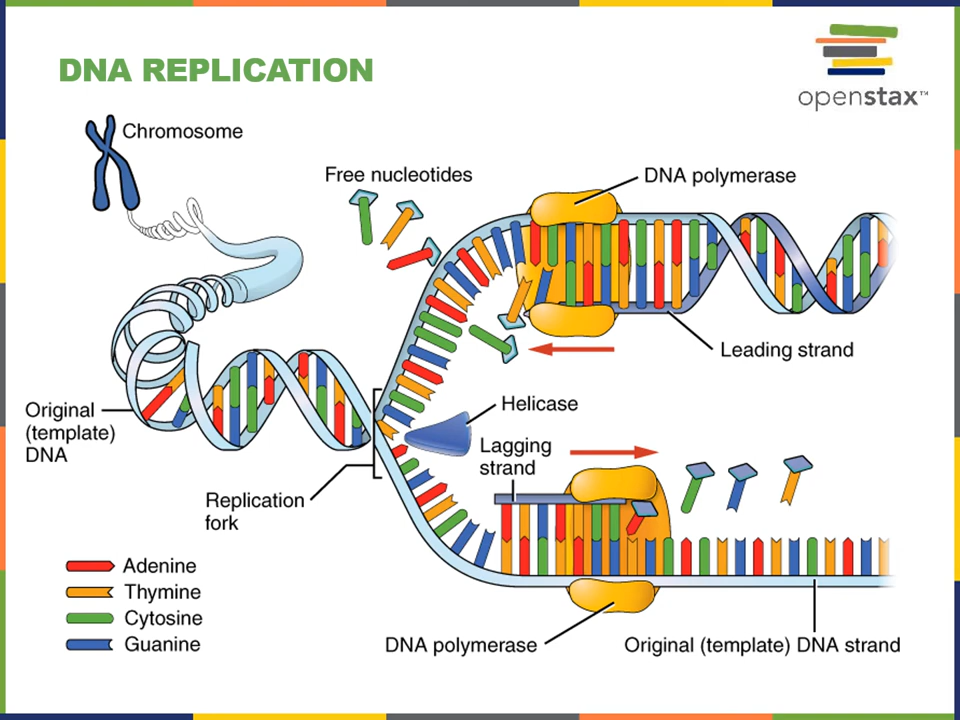 DNA REPLICATION
openstax™
Chromosome
Free nucleotides
DNA polymerase
Leading strand
Helicase
Lagging
strand
Original
(template)
DNA
Replication
fork
Adenine
Thymine
Cytosine
Guanine
DNA polymerase
Original (template) DNA strand